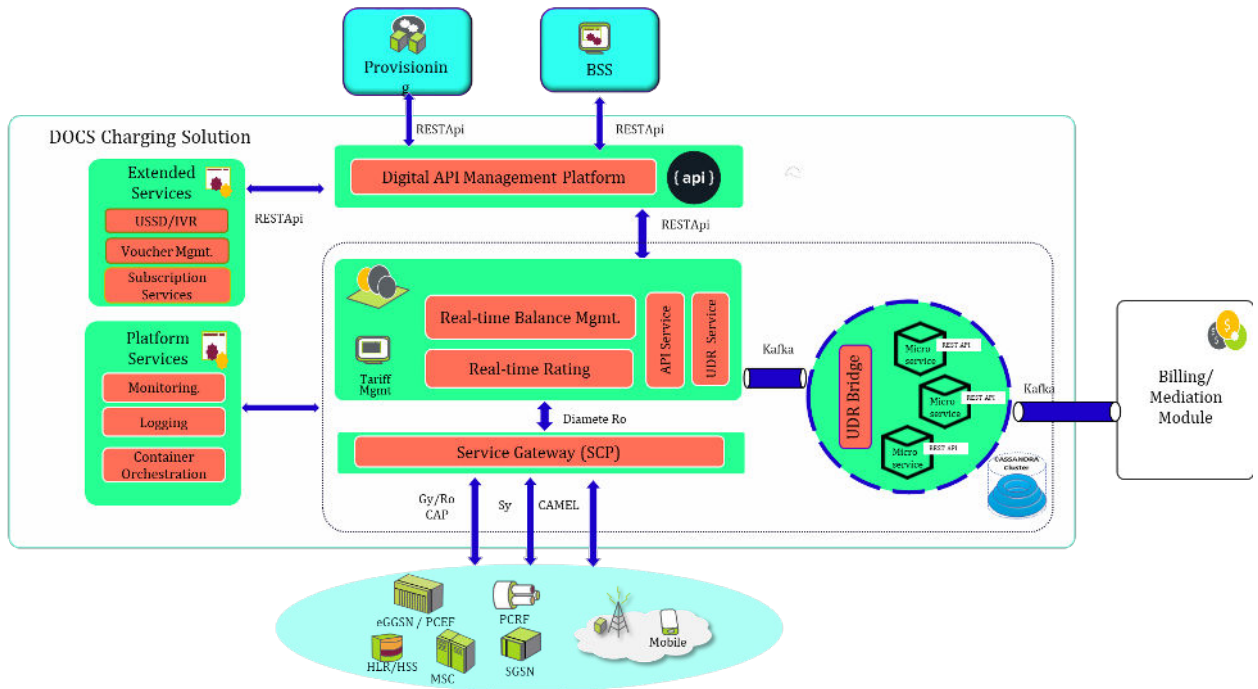 Provisionin
g
BSS
RESTApi
RESTApi
DOCS Charging Solution
Extended
Services
USSD/IVR
Voucher Mgmt.
Subscription
Services
RESTApi
Digital API Management Platform
{ api }
RESTApi
Platform
Services
Monitoring.
Logging
Container
Orchestration
Tariff
Mgmt
Real-time Balance Mgmt.
Real-time Rating
API Service
UDR Service
Kafka
UDR Bridge
Micro
service
REST API
Micro
service
REST API
Micro
service
REST API
Kafka
CASSANDRA
Cluster
Billing/
Mediation
Module
Diamete Ro
Service Gateway (SCP)
Gy/Ro
CAP
Sy
CAMEL
eGGSN / PCEF
PCRF
HLR/HSS
MSC
SGSN
Mobile